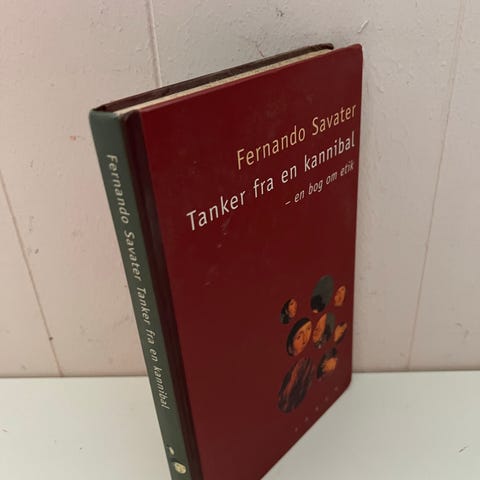 Fernando Savater
Tanker fra en kannibal
– en bog om etik
Fernando Savater Tanker fra en kannibal